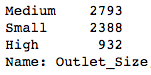 Medium    2793
Small     2388
High       932
Name: Outlet_Size